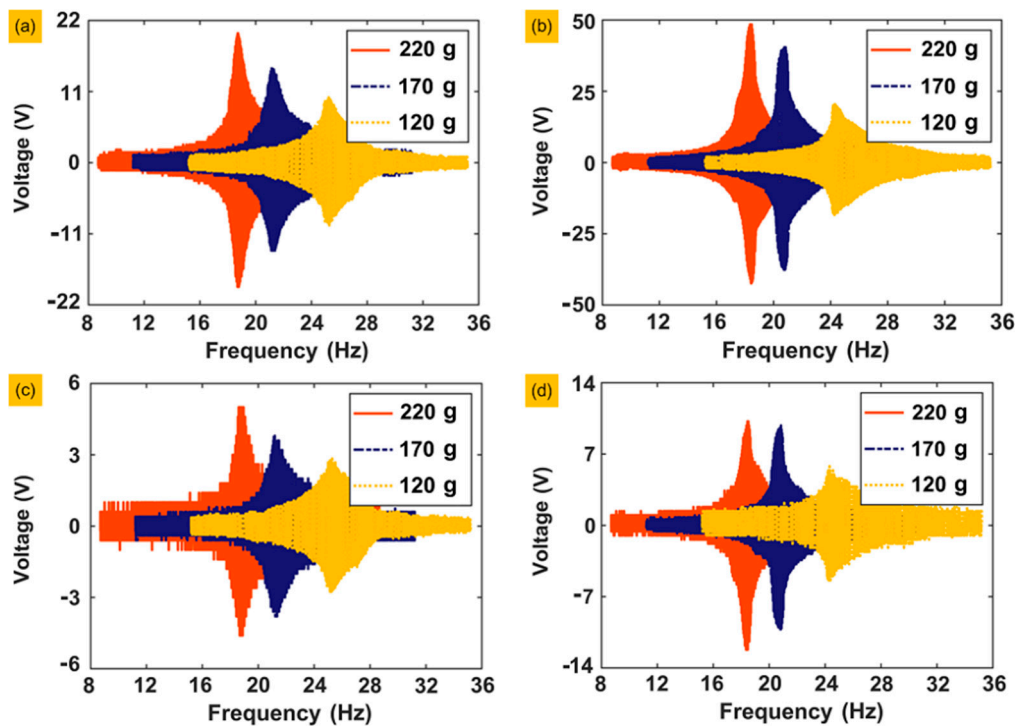 (a)
22
11
0
-11
-22
Voltage (V)
220 g
170 g
120 g
8 12 16 20 24 28 32 36
Frequency (Hz)
(b)
50
25
0
-25
-50
Voltage (V)
220 g
170 g
120 g
8 12 16 20 24 28 32 36
Frequency (Hz)
(c)
6
3
0
-3
-6
Voltage (V)
220 g
170 g
120 g
8 12 16 20 24 28 32 36
Frequency (Hz)
(d)
14
7
0
-7
-14
Voltage (V)
220 g
170 g
120 g
8 12 16 20 24 28 32 36
Frequency (Hz)